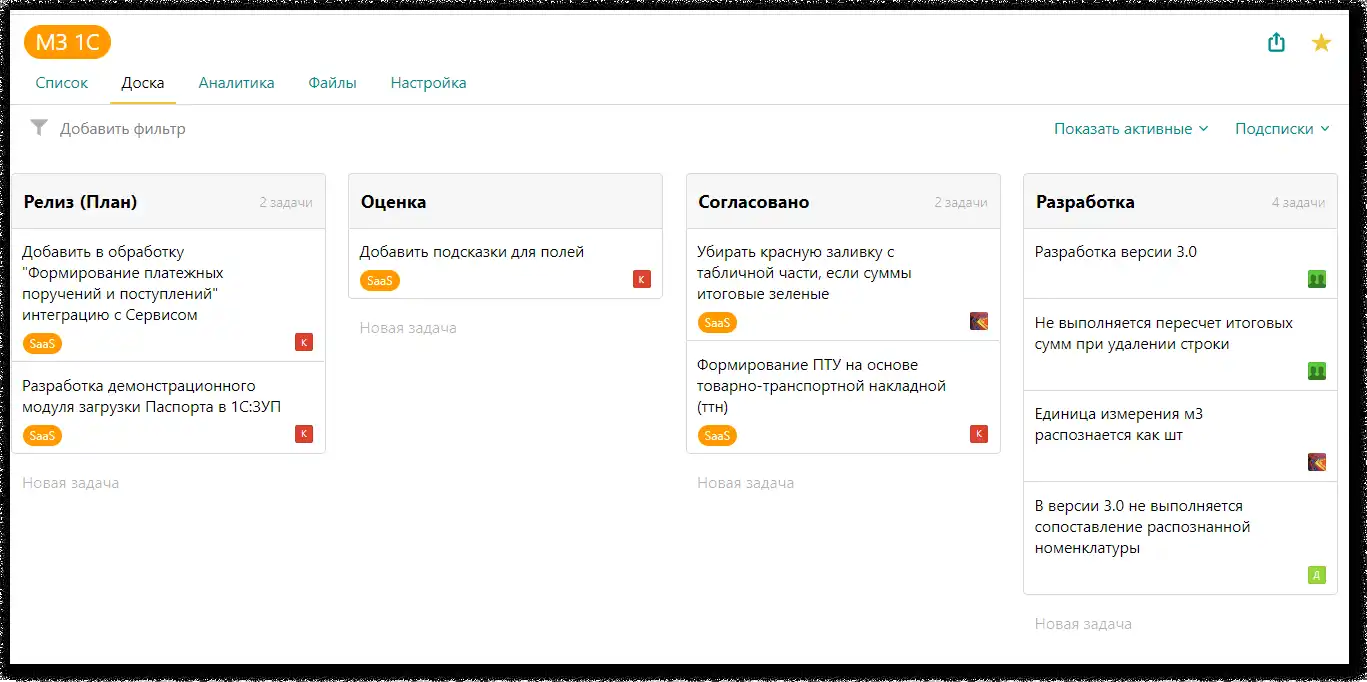 МЗ 1С
Список Доска Аналитика Файлы Настройка
Добавить фильтр Показать активные Подписки
Релиз (План) 2 задачи
Добавить в обработку
"Формирование платежных
поручений и поступлений"
интеграцию с Сервисом
SaaS К
Разработка демонстрационного
модуля загрузки Паспорта в 1С:ЗУП
SaaS К
Новая задача
Оценка
Добавить подсказки для полей
SaaS К
Новая задача
Согласовано 2 задачи
Убирать красную заливку с
табличной части, если суммы
итоговые зеленые
SaaS
Формирование ПТУ на основе
товарно-транспортной накладной
(ттн)
SaaS К
Новая задача
Разработка 4 задачи
Разработка версии 3.0
Не выполняется пересчет итоговых
сумм при удалении строки
Единица измерения м3
распознается как шт
В версии 3.0 не выполняется
сопоставление распознанной
номенклатуры
Д
Новая задача